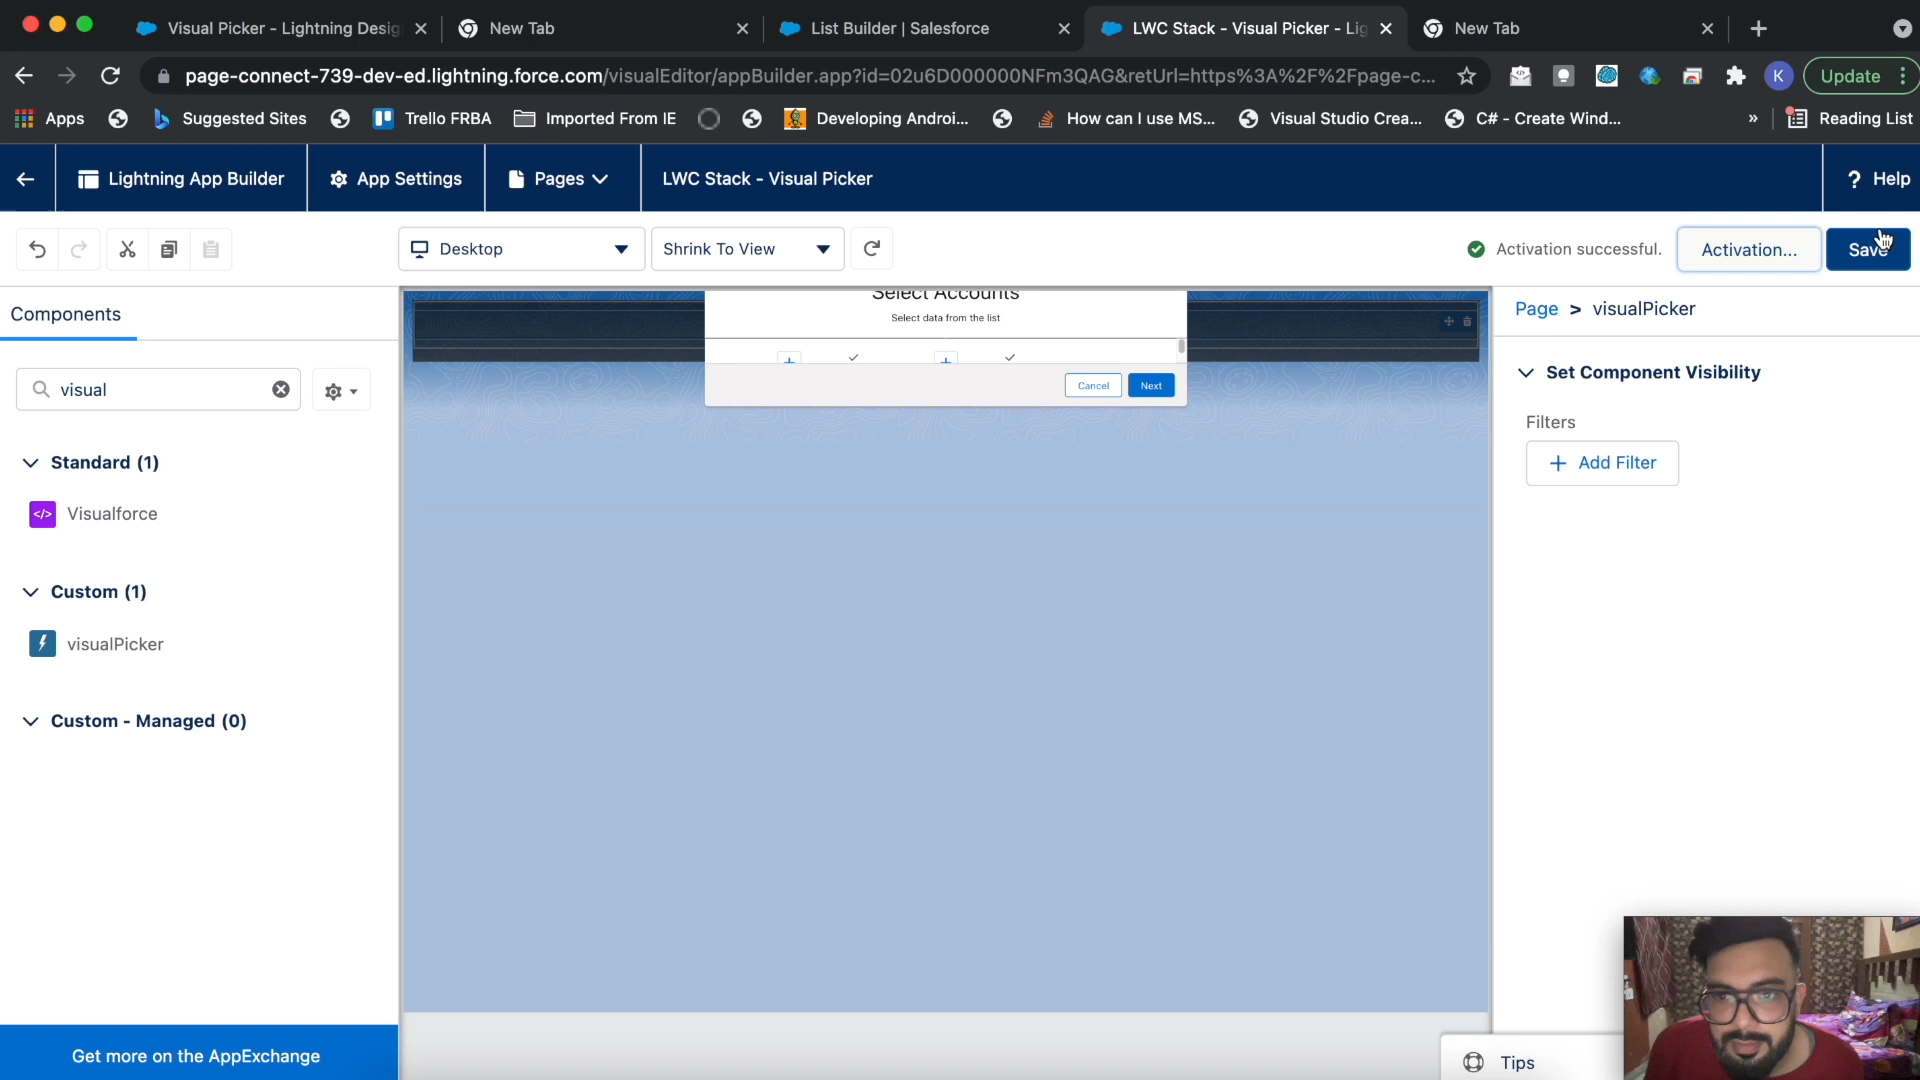 Visual Picker - Lightning Desig
New Tab
List Builder | Salesforce
LWC Stack - Visual Picker - Lig
New Tab
page-connect-739-dev-ed.lightning.force.com/visualEditor/appBuilder.app?id=02u6D000000NFm3QAG&retUrl=https%3A%2F%2Fpage-c...
K
Update
Apps
Suggested Sites
Trello FRBA
Imported From IE
Developing Androi...
How can I use MS...
Visual Studio Crea...
C# - Create Wind...
»
Reading List
Lightning App Builder
App Settings
Pages
LWC Stack - Visual Picker
? Help
Desktop
Shrink To View
Activation successful.
Activation...
Save
Components
visual
Standard (1)
</> Visualforce
Custom (1)
visualPicker
Custom - Managed (0)
Get more on the AppExchange
Select Accounts
Select data from the list
Cancel
Next
Page > visualPicker
Set Component Visibility
Filters
+ Add Filter
Tips